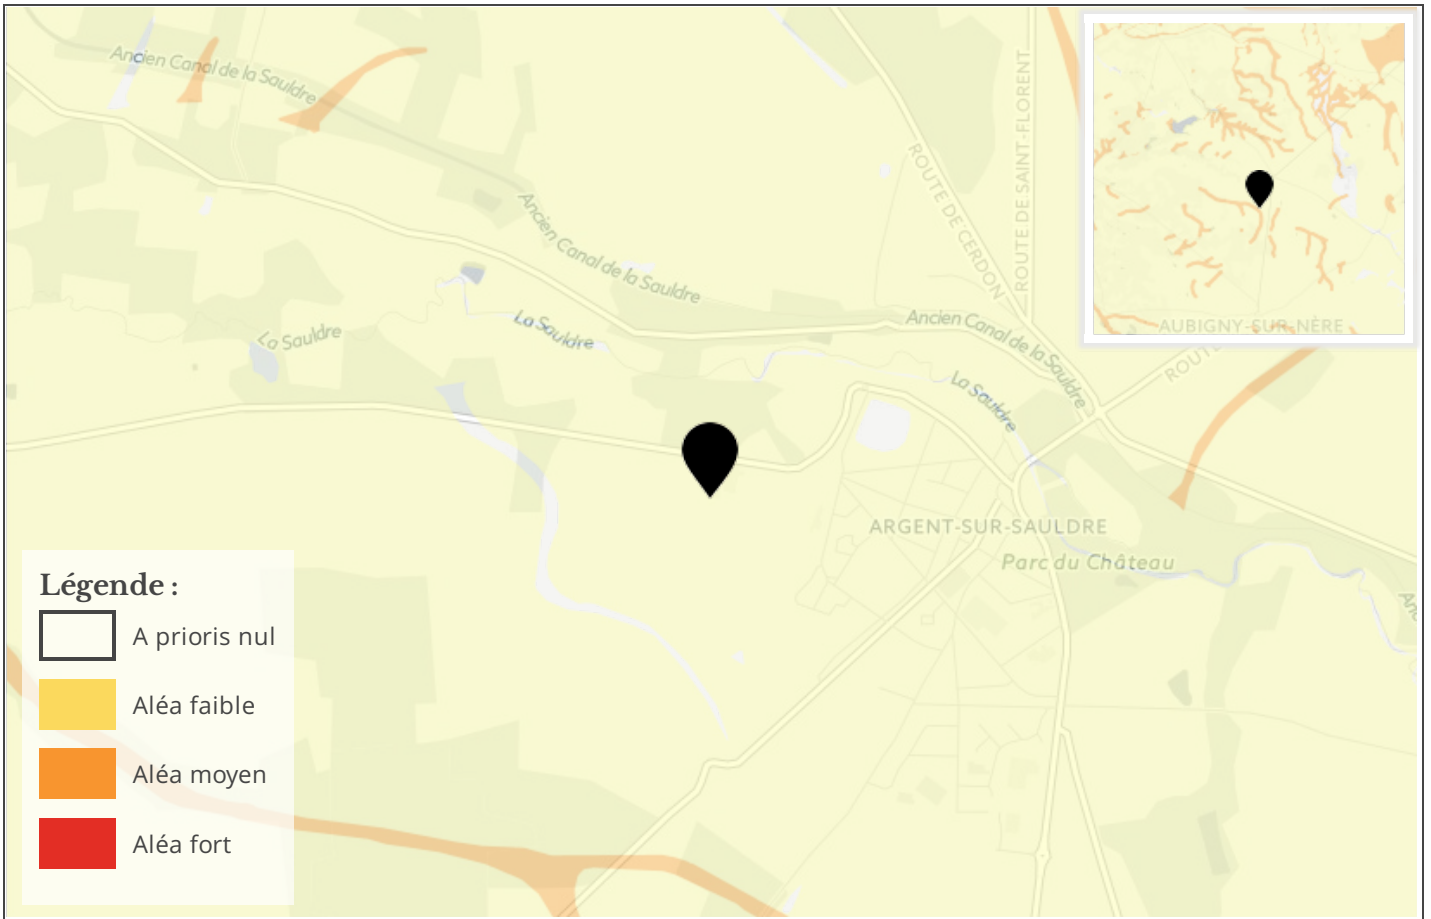 Ancien Canal de la Sauldre
ROUTE DE CERDON
ROUTE DE SAINT-FLORENT
AUBIGNY-SUR-NÈRE
Ancien Canal de la Sauldre
La Sauldre
La Sauldre
Ancien Canal de la Sauldre
La Sauldre
ROUTE
ARGENT-SUR-SAULDRE
Parc du Château
Légende :
A prioris nul
Aléa faible
Aléa moyen
Aléa fort